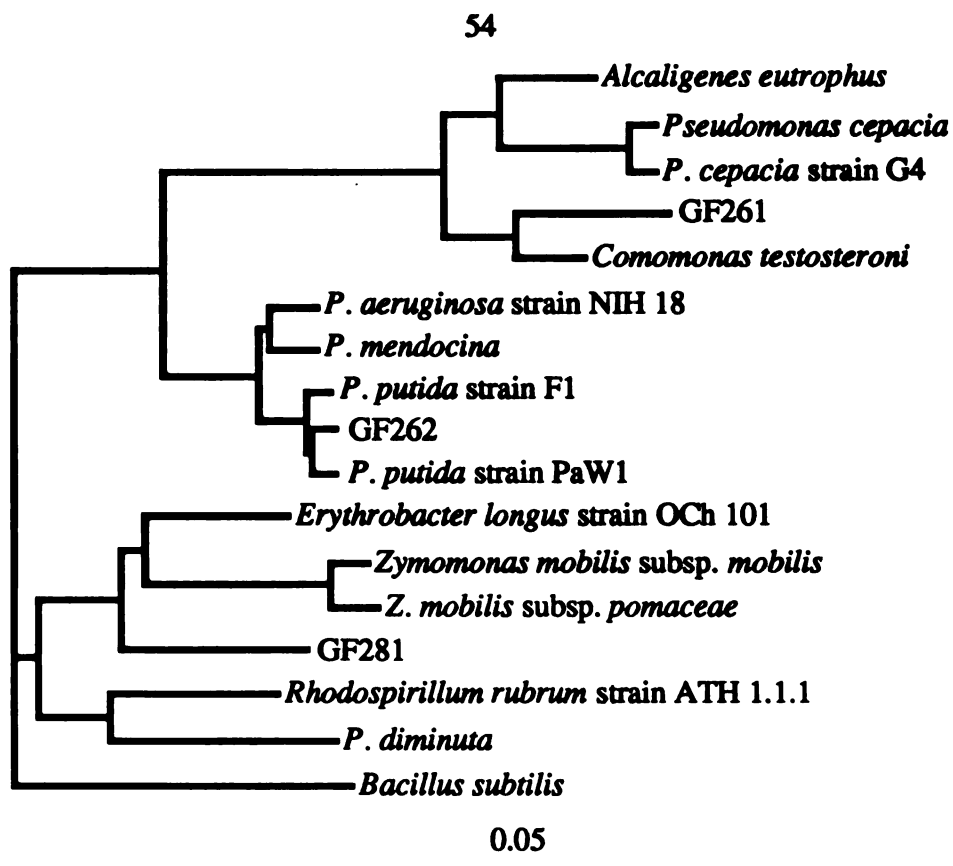 54
Alcaligenes eutrophus
Pseudomonas cepacia
P. cepacia strain G4
GF261
Comomonas testosteroni
P. aeruginosa strain NIH 18
P. mendocina
P. putida strain F1
GF262
P. putida strain PaW1
Erythrobacter longus strain OCh 101
Zymomonas mobilis subsp. mobilis
Z. mobilis subsp. pomaceae
GF281
Rhodospirillum rubrum strain ATH 1.1.1
P. diminuta
Bacillus subtilis
0.05